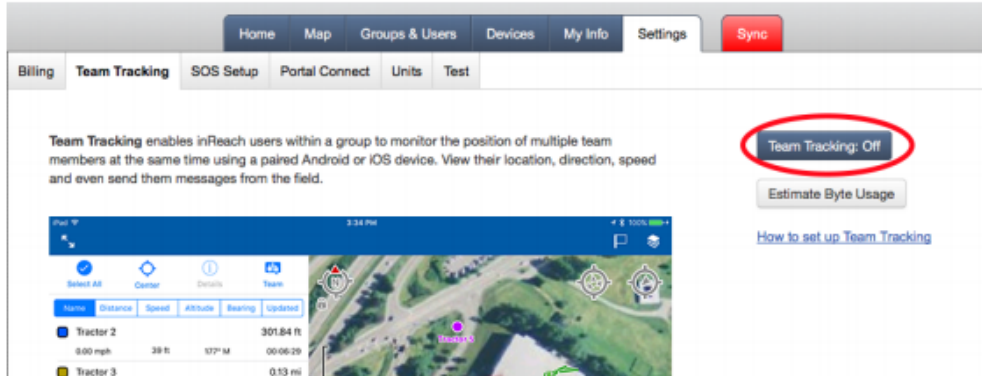 Home Map Groups & Users Devices My Info Settings Sync
Billing Team Tracking SOS Setup Portal Connect Units Test
Team Tracking enables inReach users within a group to monitor the position of multiple team
members at the same time using a paired Android or iOS device. View their location, direction, speed
and even send them messages from the field.
Team Tracking: Off
Estimate Byte Usage
How to set up Team Tracking
iPad 3:34 PM 100%
Select All Center Details Team
Name Distance Speed Altitude Bearing Updated
Tractor 2 301.84 ft
0.00 mph 39 ft 177° M 00:06:29
Tractor 3 0.13 mi
Tractor 5
N